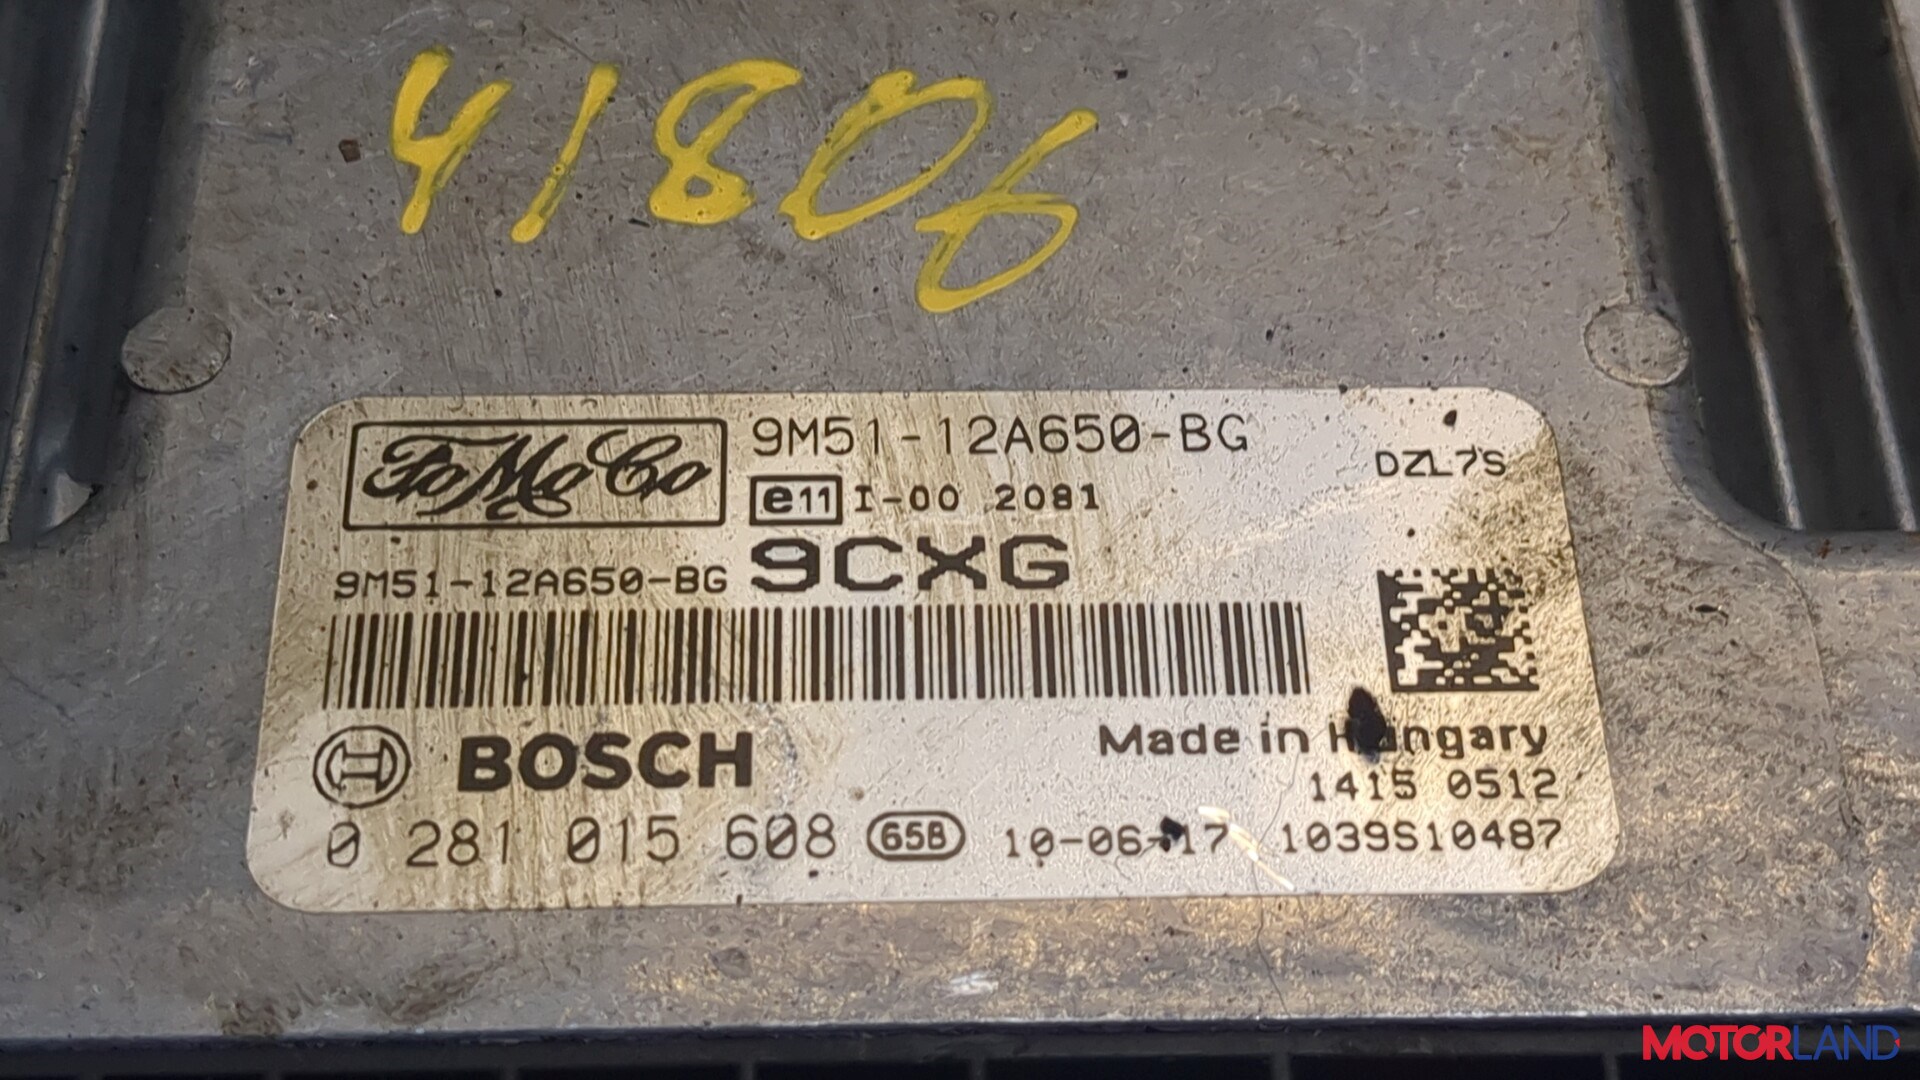 41806
FoMoCo
9M51-12A650-BG
DZL7S
e11 I-00 2081
9M51-12A650-BG 9CXG
BOSCH
Made in Hungary
1415 0512
0 281 015 608 65B 10-06-17 1039S10487
MOTORLAND